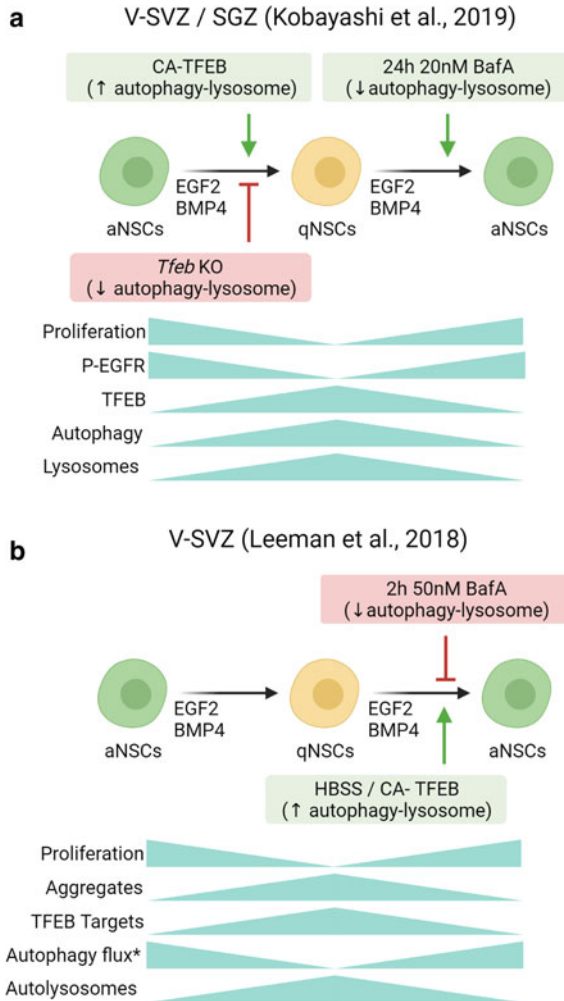 a
V-SVZ / SGZ (Kobayashi et al., 2019)
CA-TFEB
(↑ autophagy-lysosome)
24h 20nM BafA
(↓autophagy-lysosome)
EGF2
BMP4
EGF2
BMP4
aNSCs
qNSCs
aNSCs
Tfeb KO
(↓ autophagy-lysosome)
Proliferation
P-EGFR
TFEB
Autophagy
Lysosomes
b
V-SVZ (Leeman et al., 2018)
2h 50nM BafA
(↓autophagy-lysosome)
EGF2
BMP4
EGF2
BMP4
aNSCs
qNSCs
aNSCs
HBSS / CA- TFEB
(↑ autophagy-lysosome)
Proliferation
Aggregates
TFEB Targets
Autophagy flux*
Autolysosomes